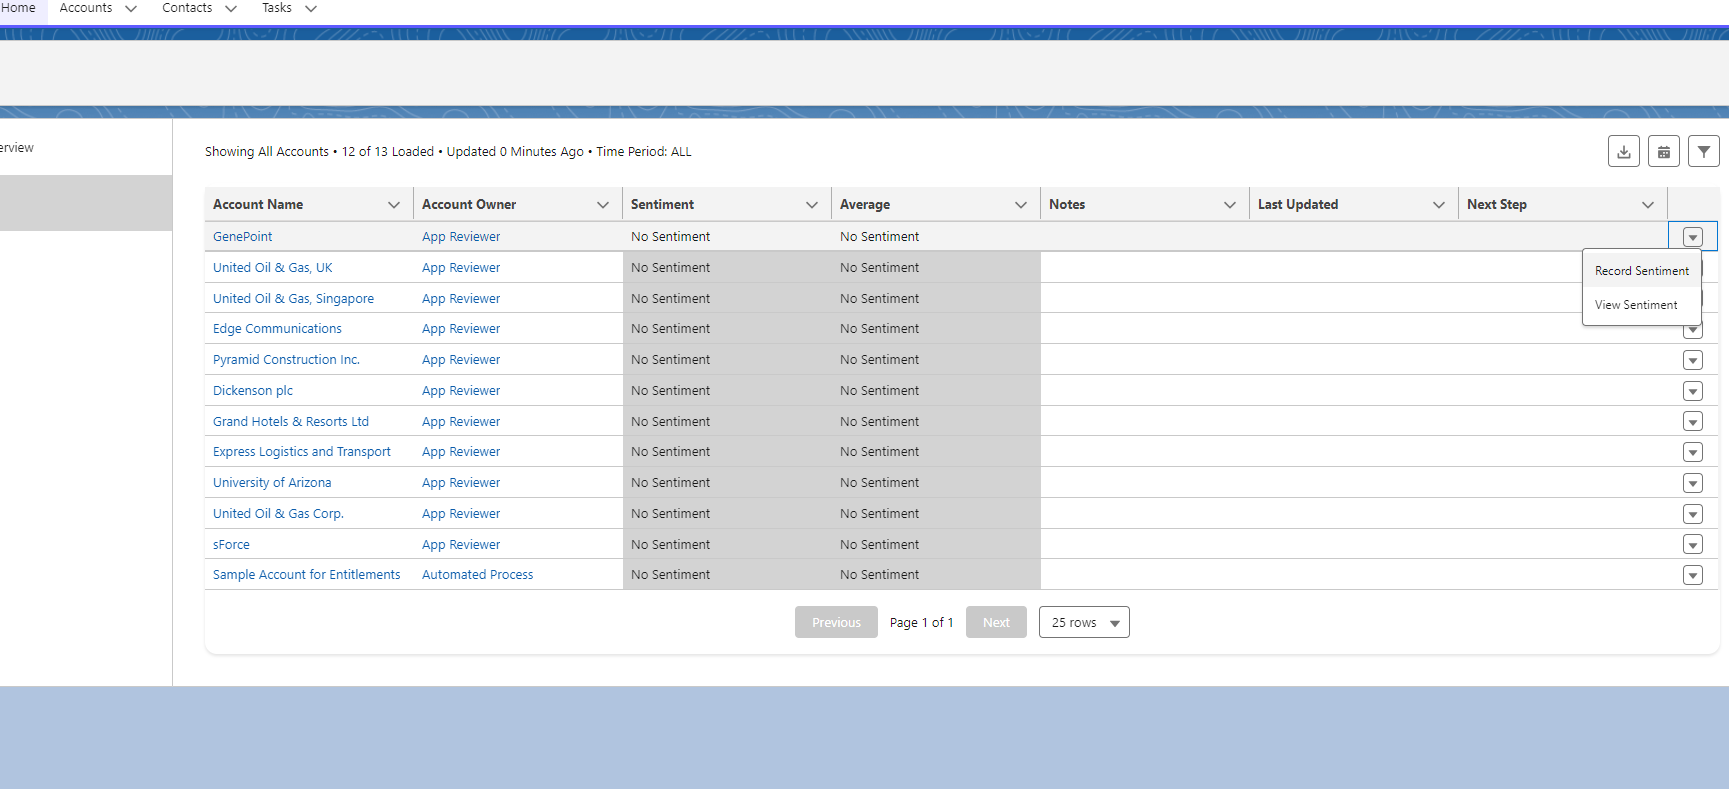 Home Accounts Contacts Tasks
erview
Showing All Accounts • 12 of 13 Loaded • Updated 0 Minutes Ago • Time Period: ALL
Account Name Account Owner Sentiment Average Notes Last Updated Next Step
GenePoint App Reviewer No Sentiment No Sentiment
Record Sentiment
View Sentiment
United Oil & Gas, UK App Reviewer No Sentiment No Sentiment
United Oil & Gas, Singapore App Reviewer No Sentiment No Sentiment
Edge Communications App Reviewer No Sentiment No Sentiment
Pyramid Construction Inc. App Reviewer No Sentiment No Sentiment
Dickenson plc App Reviewer No Sentiment No Sentiment
Grand Hotels & Resorts Ltd App Reviewer No Sentiment No Sentiment
Express Logistics and Transport App Reviewer No Sentiment No Sentiment
University of Arizona App Reviewer No Sentiment No Sentiment
United Oil & Gas Corp. App Reviewer No Sentiment No Sentiment
sForce App Reviewer No Sentiment No Sentiment
Sample Account for Entitlements Automated Process No Sentiment No Sentiment
Previous Page 1 of 1 Next 25 rows